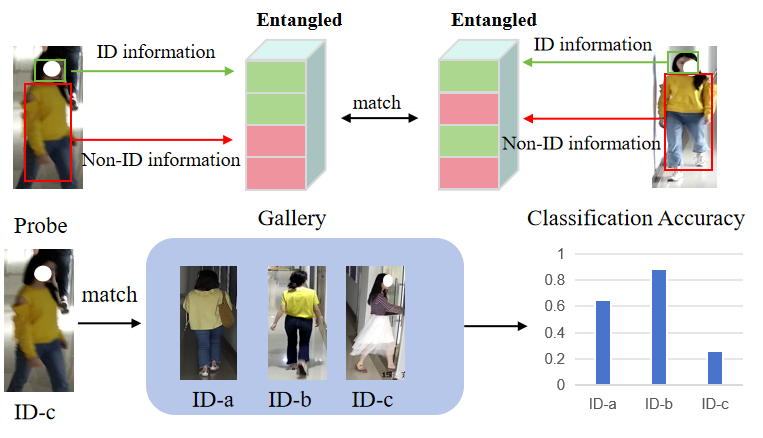 Entangled
Entangled
ID information
ID information
match
Non-ID information
Non-ID information
Probe
Gallery
Classification Accuracy
match
1
0.8
0.6
0.4
0.2
0
ID-a
ID-b
ID-c
ID-a
ID-b
ID-c
ID-c